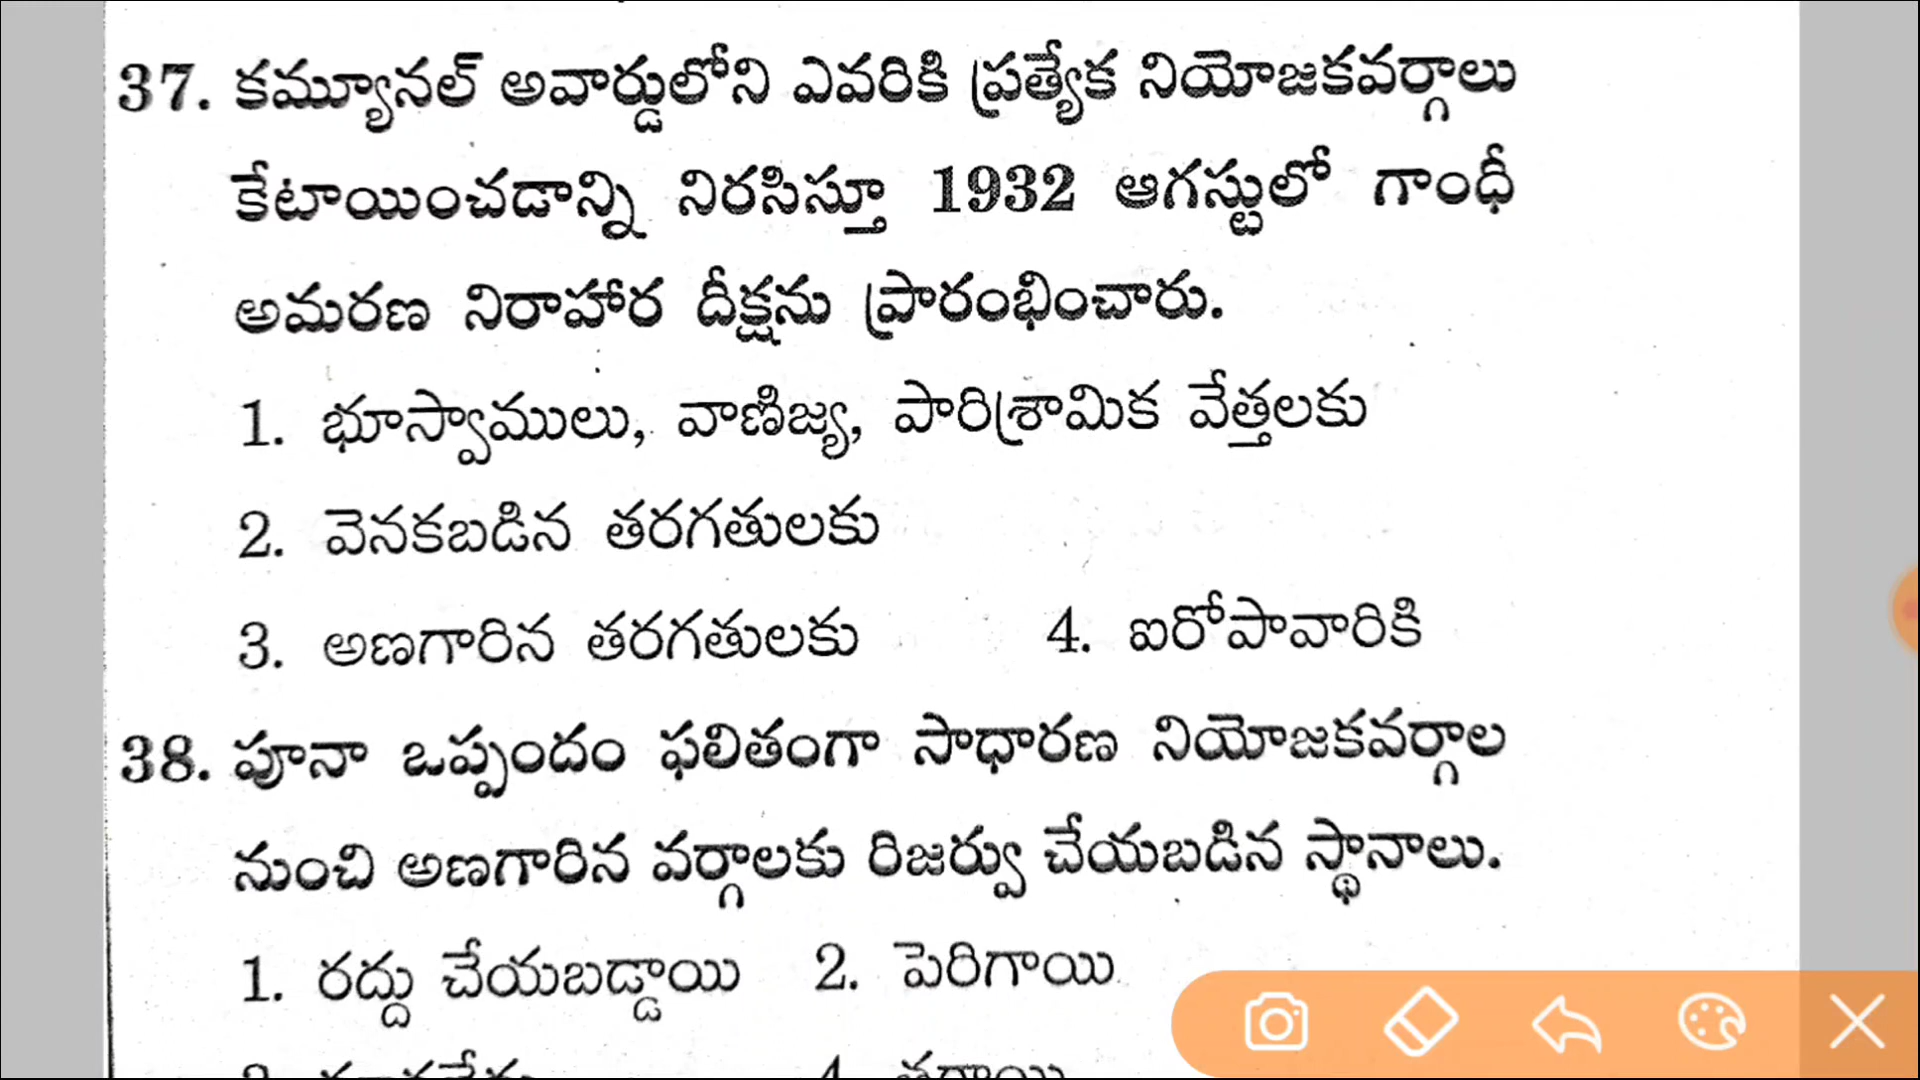 37. కమ్యూనల్ అవార్డులోని ఎవరికి ప్రత్యేక నియోజకవర్గాలు
కేటాయించడాన్ని నిరసిస్తూ 1932 ఆగస్టులో గాంధీ
అమరణ నిరాహార దీక్షను ప్రారంభించారు.
1. భూస్వాములు, వాణిజ్య, పారిశ్రామిక వేత్తలకు
2. వెనకబడిన తరగతులకు
3. అణగారిన తరగతులకు 4. ఐరోపావారికి
38. పూనా ఒప్పందం ఫలితంగా సాధారణ నియోజకవర్గాల
నుంచి అణగారిన వర్గాలకు రిజర్వు చేయబడిన స్థానాలు.
1. రద్దు చేయబడ్డాయి 2. పెరిగాయి